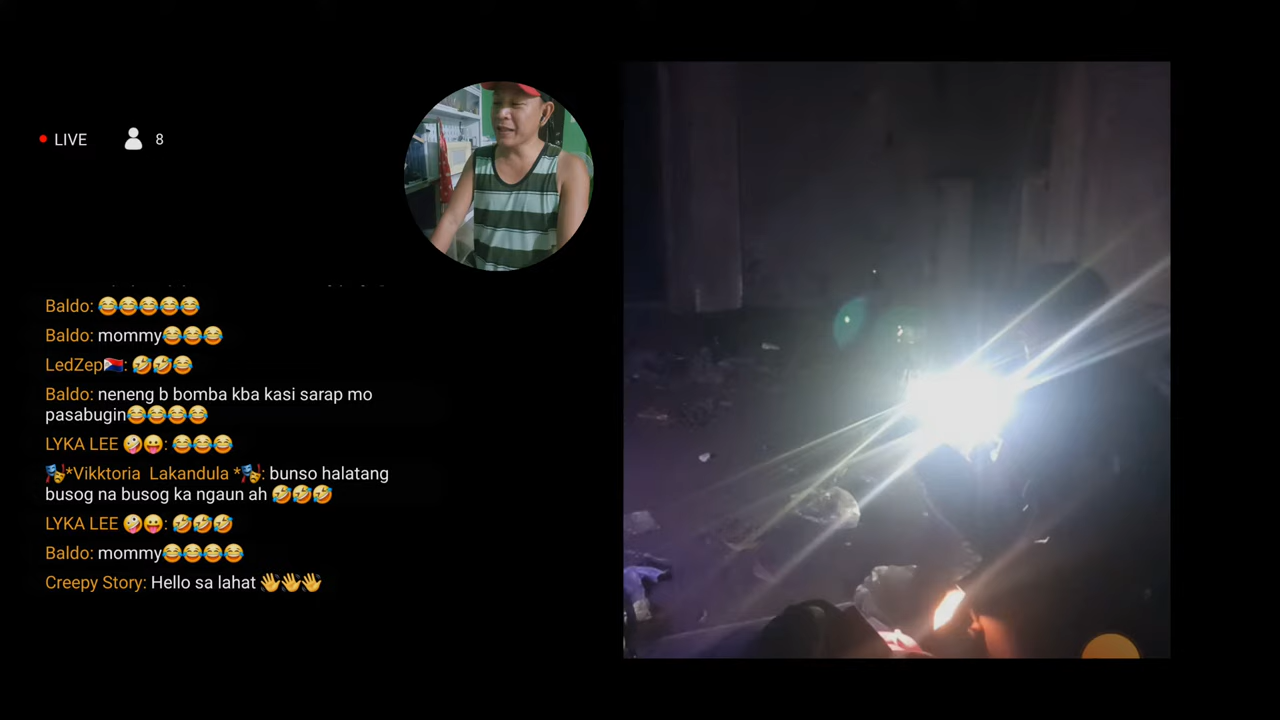 LIVE 8
Baldo: 😂😂😂😂😂
Baldo: mommy😂😂😂
LedZep🇵🇭: 🤣🤣😂
Baldo: neneng b bomba kba kasi sarap mo
pasabugin😂😂😂😂
LYKA LEE 🤪😛: 😂😂😂
🎭*Vikktoria Lakandula *🎭: bunso halatang
busog na busog ka ngaun ah 🤣🤣🤣
LYKA LEE 🤪😛: 🤣🤣🤣
Baldo: mommy😂😂😂😂
Creepy Story: Hello sa lahat 👋👋👋